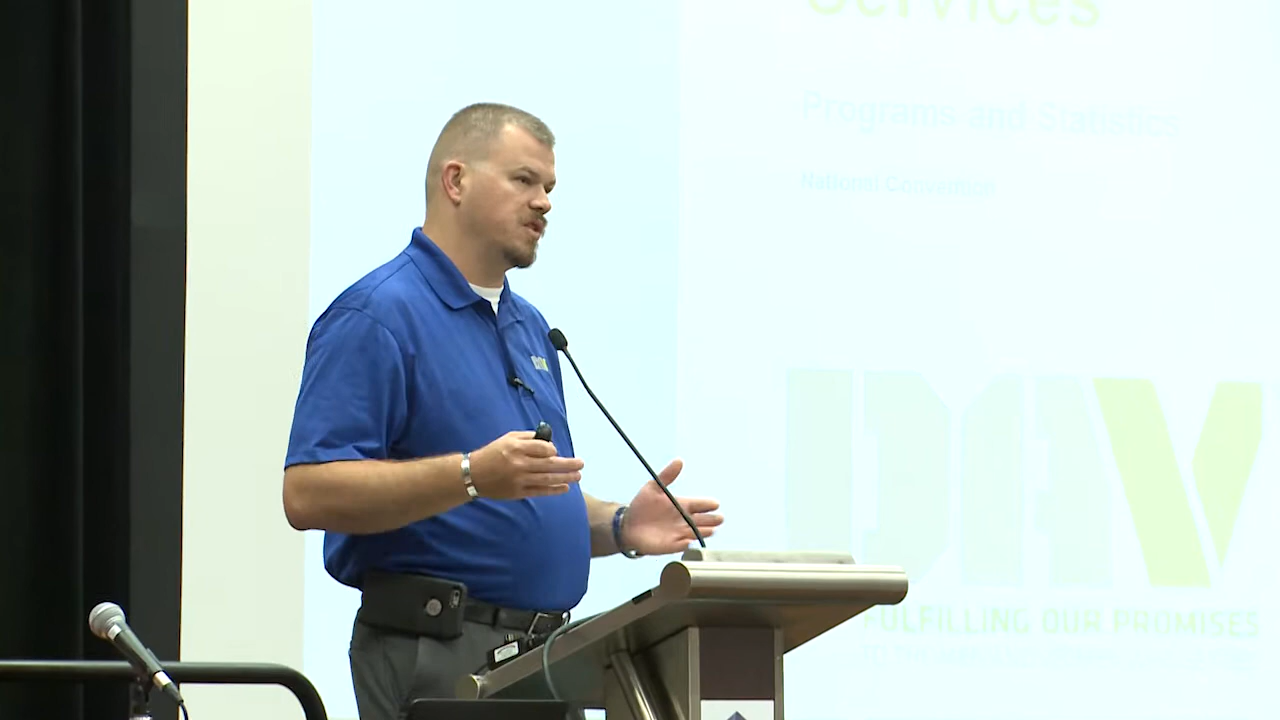 Services
Programs and Statistics
National Convention
DAV
FULFILLING OUR PROMISES